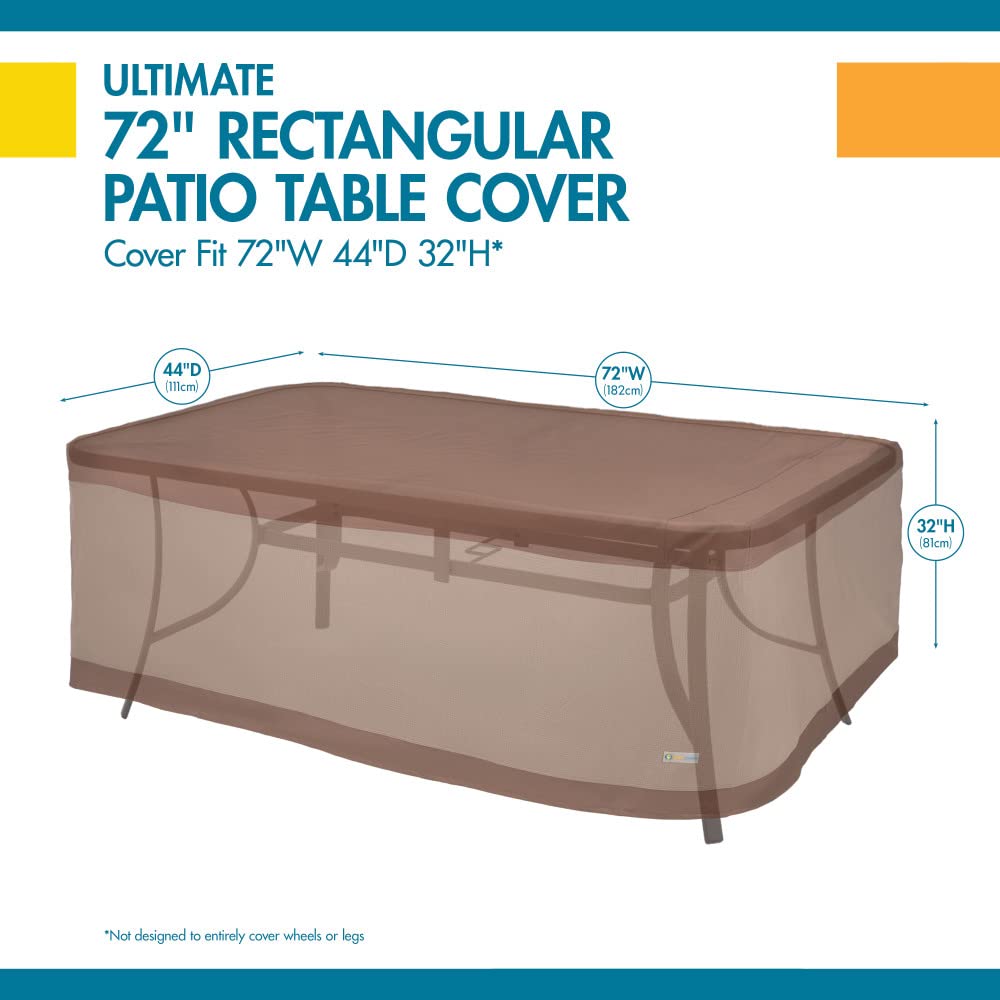 ULTIMATE
72" RECTANGULAR
PATIO TABLE COVER
Cover Fit 72"W 44"D 32"H*
44"D
(111cm)
72"W
(182cm)
32"H
(81cm)
*Not designed to entirely cover wheels or legs